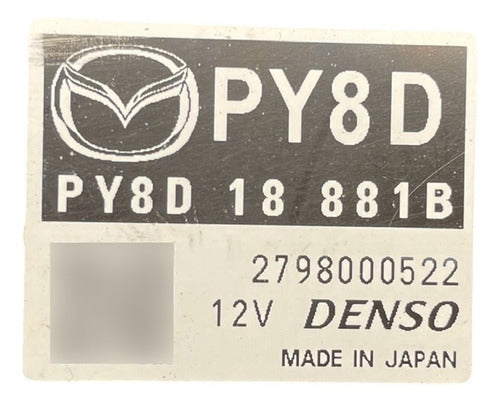 PY8D
PY8D 18 881B
2798000522
12V DENSO
MADE IN JAPAN